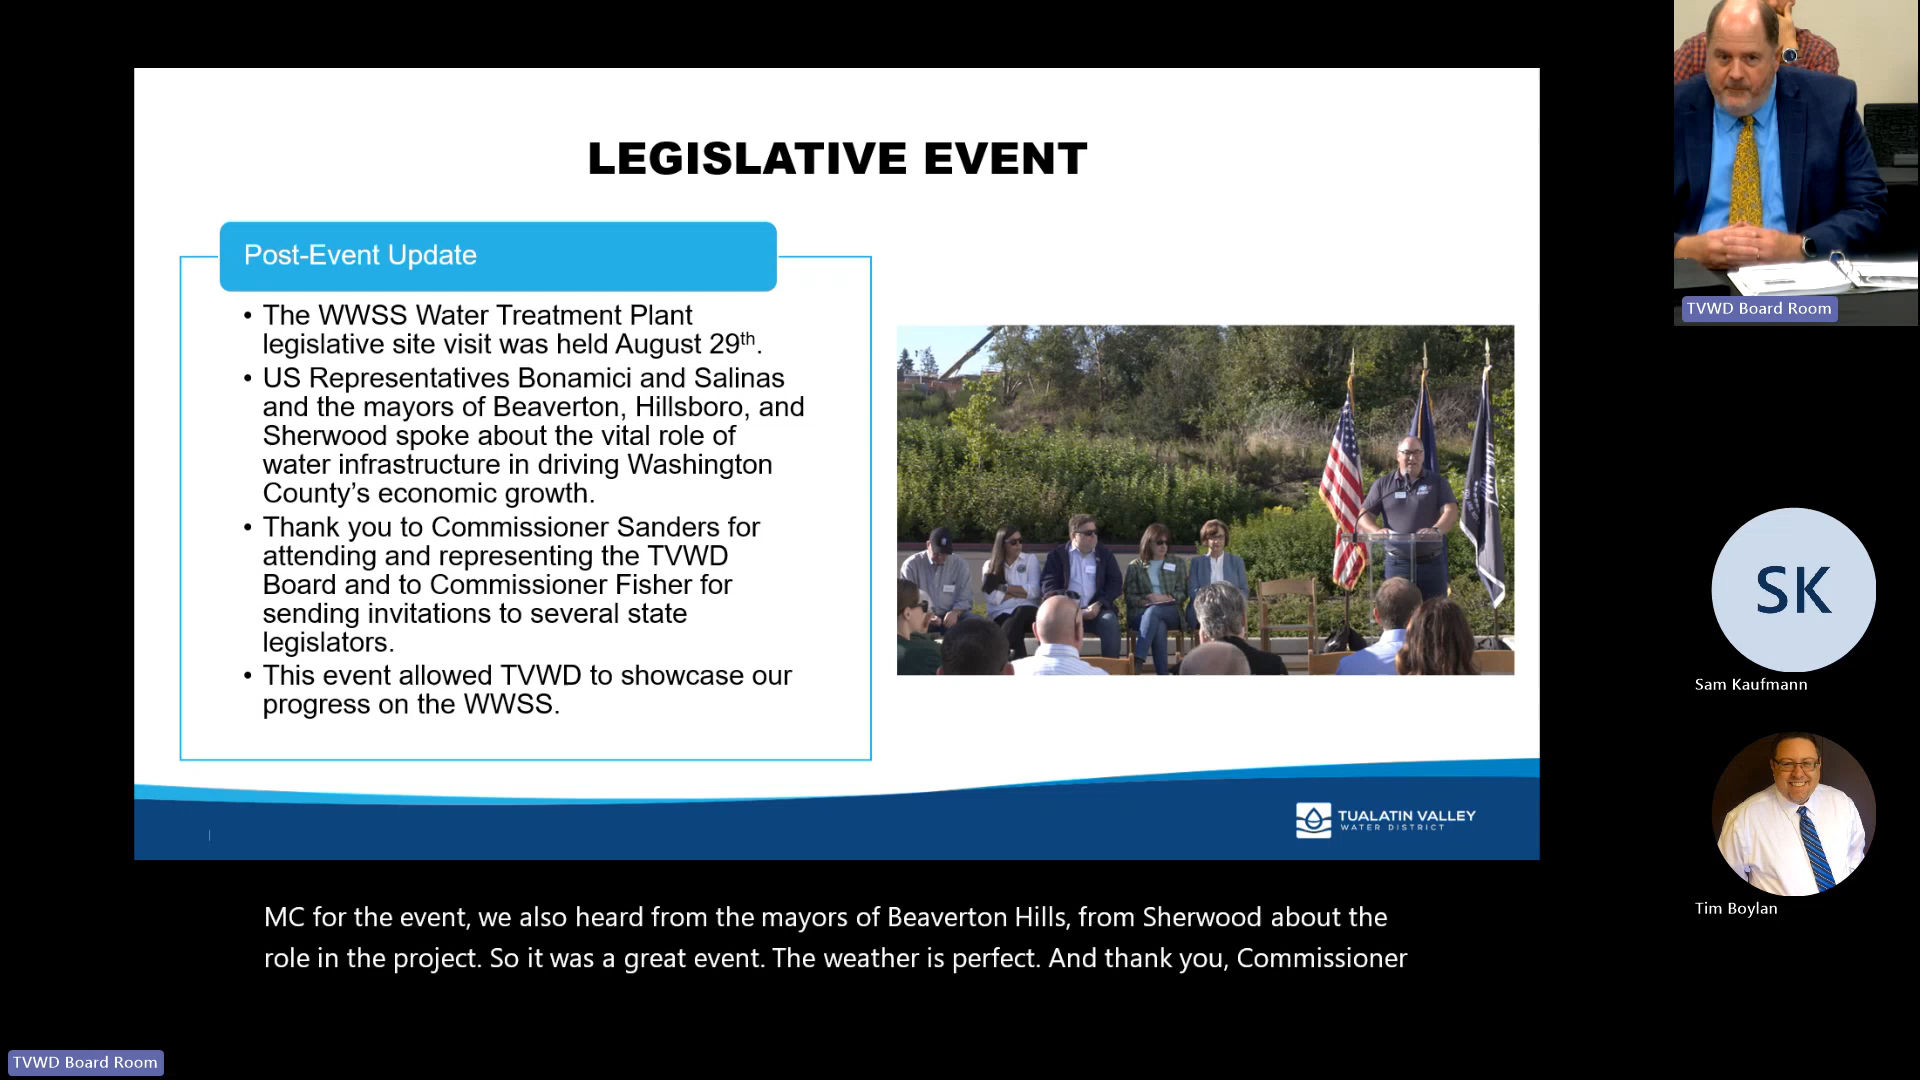 LEGISLATIVE EVENT
Post-Event Update
• The WWSS Water Treatment Plant
legislative site visit was held August 29th.
• US Representatives Bonamici and Salinas
and the mayors of Beaverton, Hillsboro, and
Sherwood spoke about the vital role of
water infrastructure in driving Washington
County’s economic growth.
• Thank you to Commissioner Sanders for
attending and representing the TVWD
Board and to Commissioner Fisher for
sending invitations to several state
legislators.
• This event allowed TVWD to showcase our
progress on the WWSS.
TUALATIN VALLEY
WATER DISTRICT
MC for the event, we also heard from the mayors of Beaverton Hills, from Sherwood about the
role in the project. So it was a great event. The weather is perfect. And thank you, Commissioner
TVWD Board Room
TVWD Board Room
SK
Sam Kaufmann
Tim Boylan